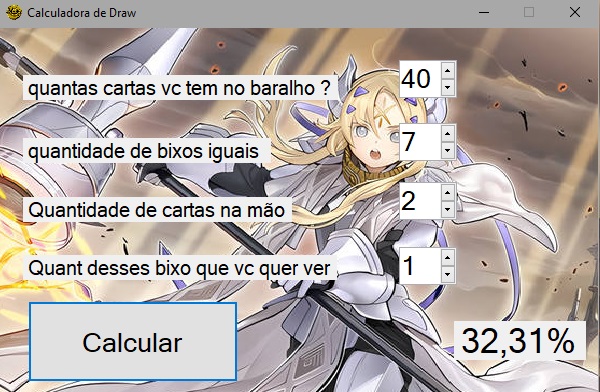 Calculadora de Draw
quantas cartas vc tem no baralho ? 40
quantidade de bixos iguais 7
Quantidade de cartas na mão 2
Quant desses bixo que vc quer ver 1
Calcular 32,31%